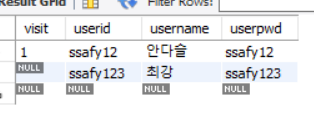 Result Grid Filter Rows:
visit userid username userpwd
1 ssafy12 안다슬 ssafy12
NULL ssafy123 최강 ssafy123
NULL NULL NULL NULL